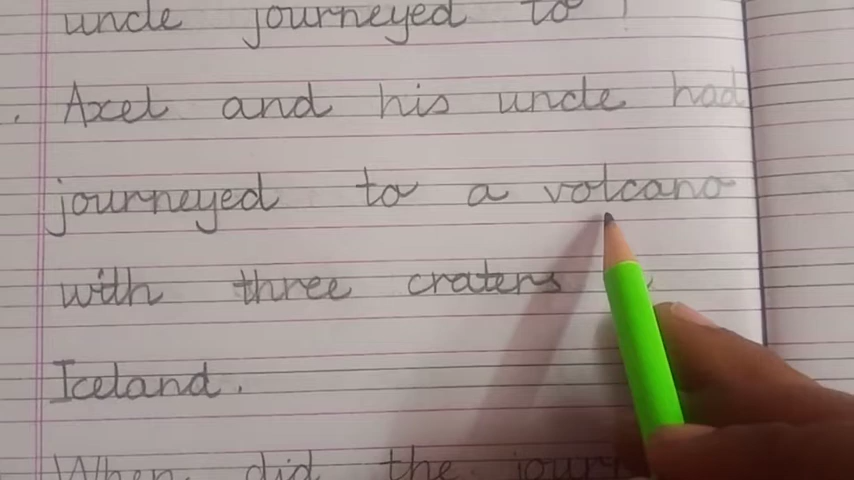 uncle journeyed to
. Axel and his uncle had
journeyed to a volcano
with three craters
Iceland.
When did the